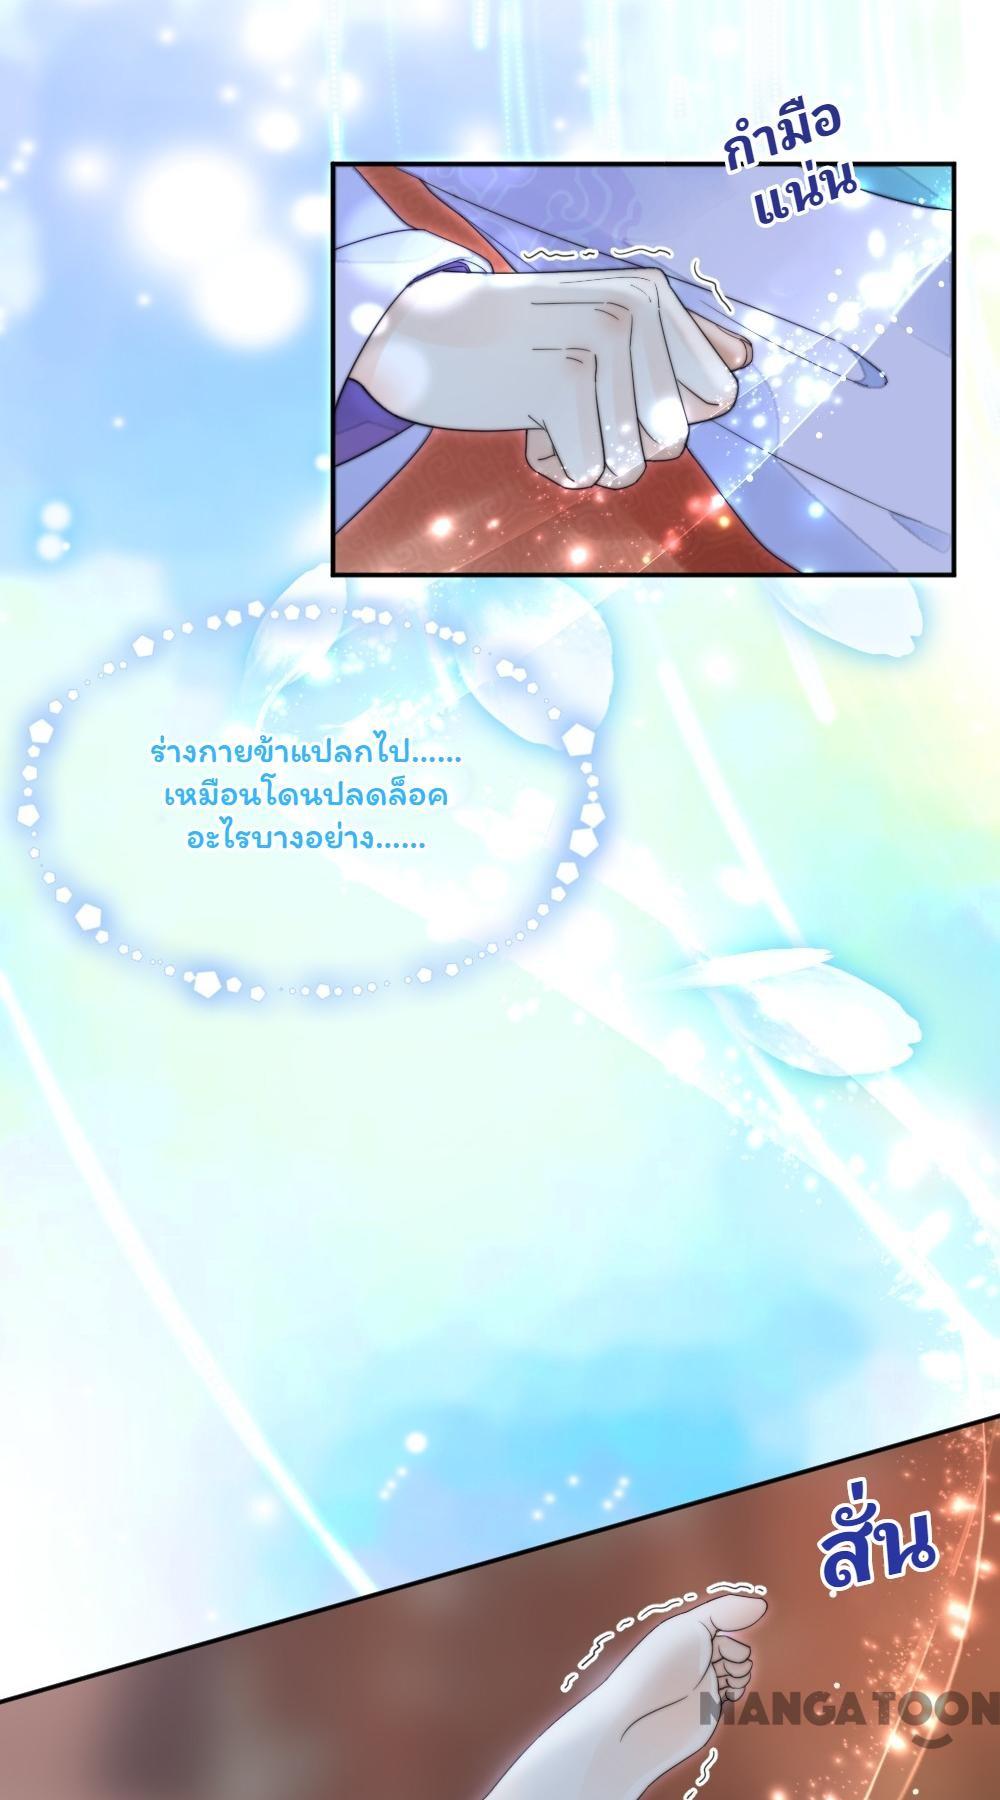 กำมือ
แน่น
ร่างกายข้าแปลกไป......
เหมือนโดนปลดล็อค
อะไรบางอย่าง......
สั่น
MANGATOON